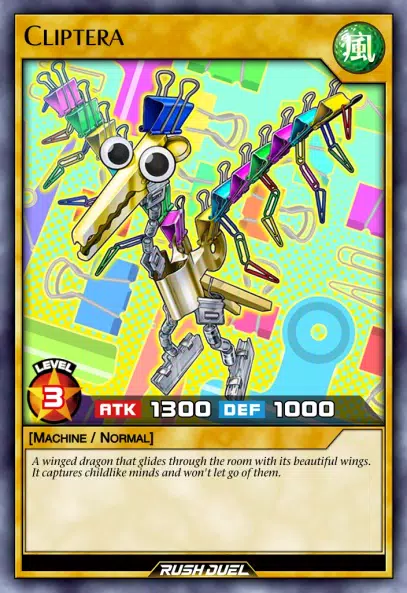 CLIPTERA
風
LEVEL
3
ATK 1300 DEF 1000
[MACHINE / NORMAL]
A winged dragon that glides through the room with its beautiful wings.
It captures childlike minds and won't let go of them.
RUSH DUEL